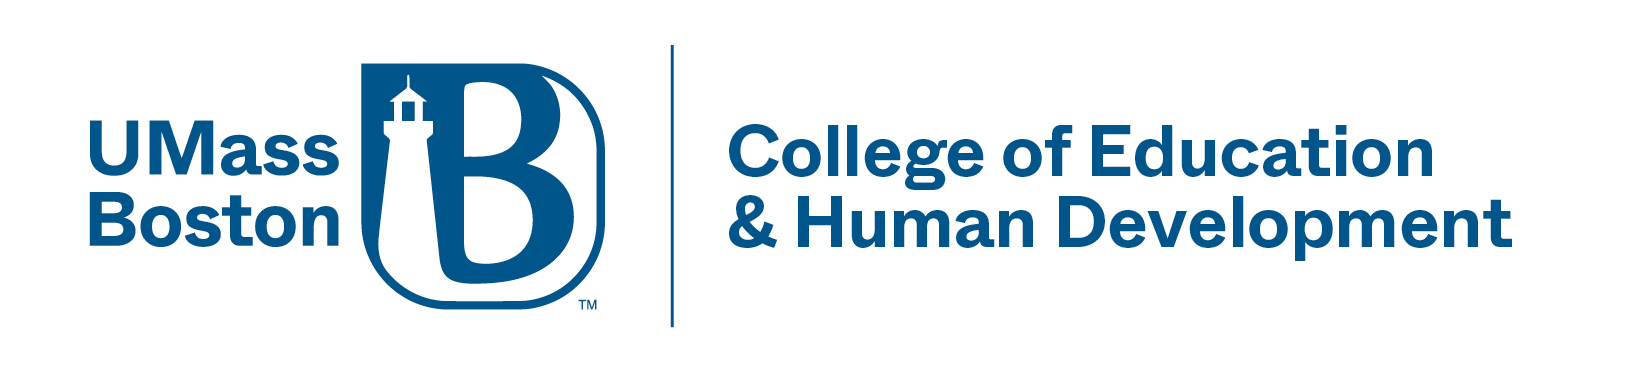 UMass
Boston
B
TM
College of Education
& Human Development